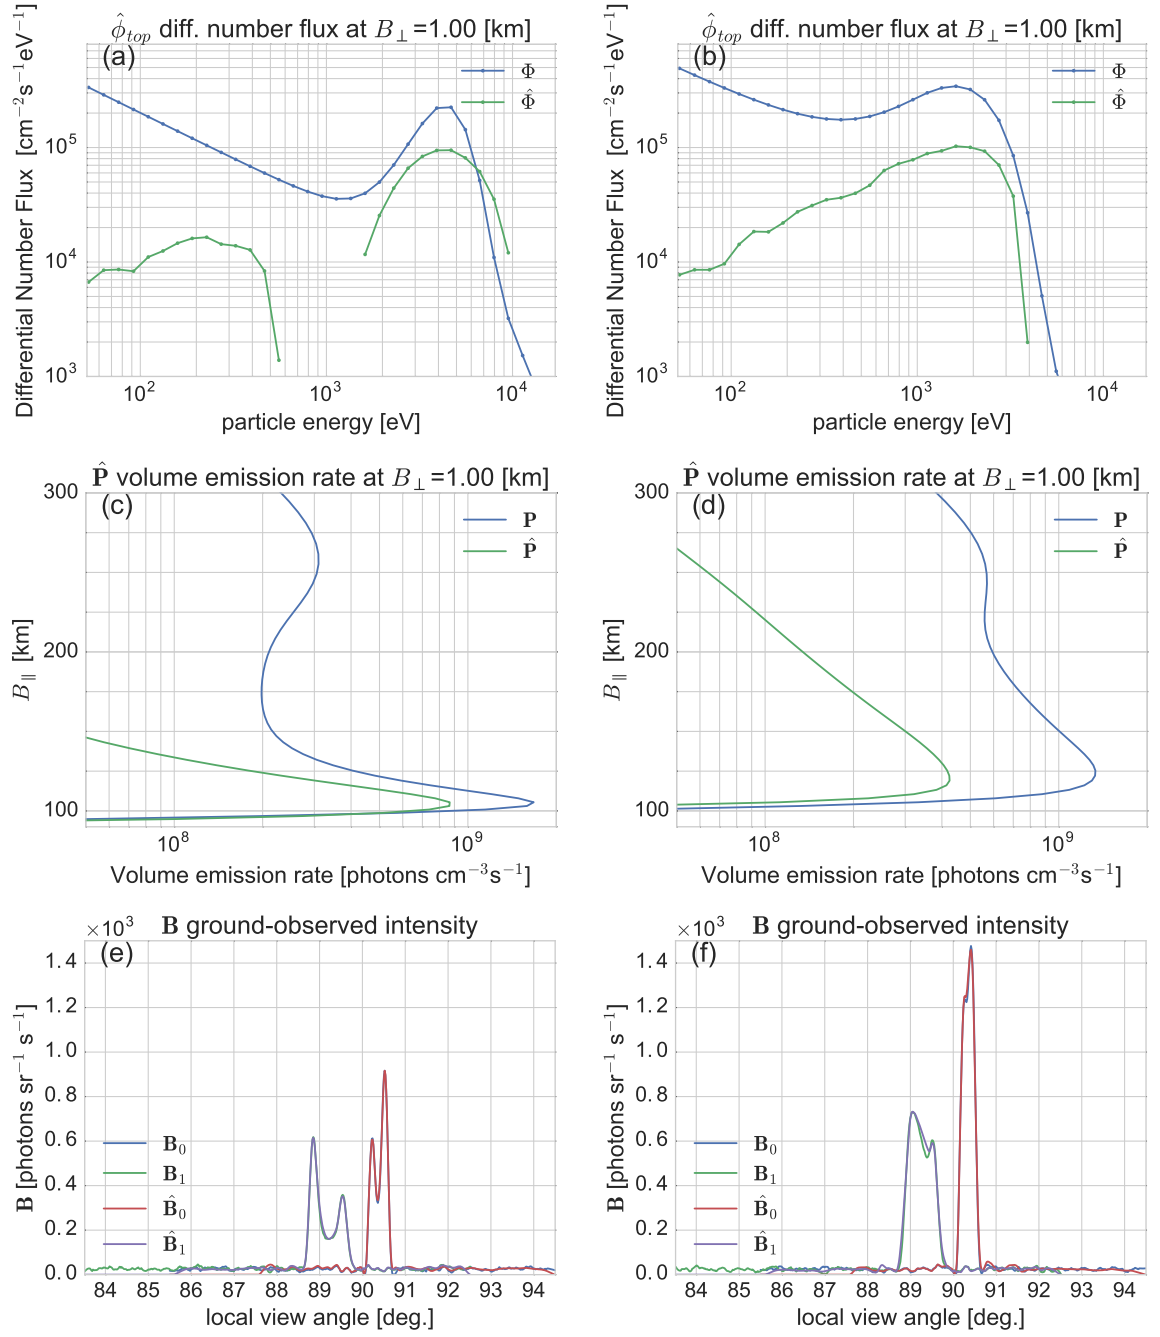 ϕ̂_top diff. number flux at B⊥=1.00 [km]
(a)
Φ
Φ̂
Differential Number Flux [cm⁻²s⁻¹eV⁻¹]
10⁵
10⁴
10³
10² 10³ 10⁴
particle energy [eV]
ϕ̂_top diff. number flux at B⊥=1.00 [km]
(b)
Φ
Φ̂
Differential Number Flux [cm⁻²s⁻¹eV⁻¹]
10⁵
10⁴
10³
10² 10³ 10⁴
particle energy [eV]
P̂ volume emission rate at B⊥=1.00 [km]
(c)
P
P̂
B∥ [km]
300
200
100
10⁸ 10⁹
Volume emission rate [photons cm⁻³s⁻¹]
P̂ volume emission rate at B⊥=1.00 [km]
(d)
P
P̂
B∥ [km]
300
200
100
10⁸ 10⁹
Volume emission rate [photons cm⁻³s⁻¹]
×10³ B ground-observed intensity
(e)
B [photons sr⁻¹ s⁻¹]
1.4
1.2
1.0
0.8
0.6
0.4
0.2
0.0
B₀
B₁
B̂₀
B̂₁
84 85 86 87 88 89 90 91 92 93 94
local view angle [deg.]
×10³ B ground-observed intensity
(f)
B [photons sr⁻¹ s⁻¹]
1.4
1.2
1.0
0.8
0.6
0.4
0.2
0.0
B₀
B₁
B̂₀
B̂₁
84 85 86 87 88 89 90 91 92 93 94
local view angle [deg.]